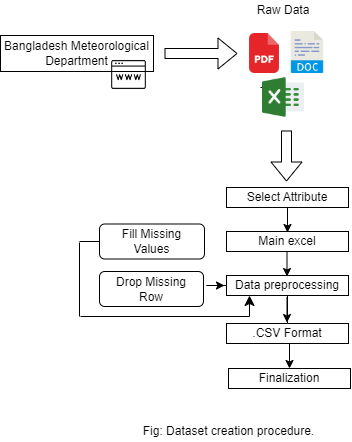 Raw Data
Bangladesh Meteorological
Department
WWW
PDF
DOC
X
Select Attribute
Fill Missing
Values
Main excel
Drop Missing
Row
Data preprocessing
.CSV Format
Finalization
Fig: Dataset creation procedure.